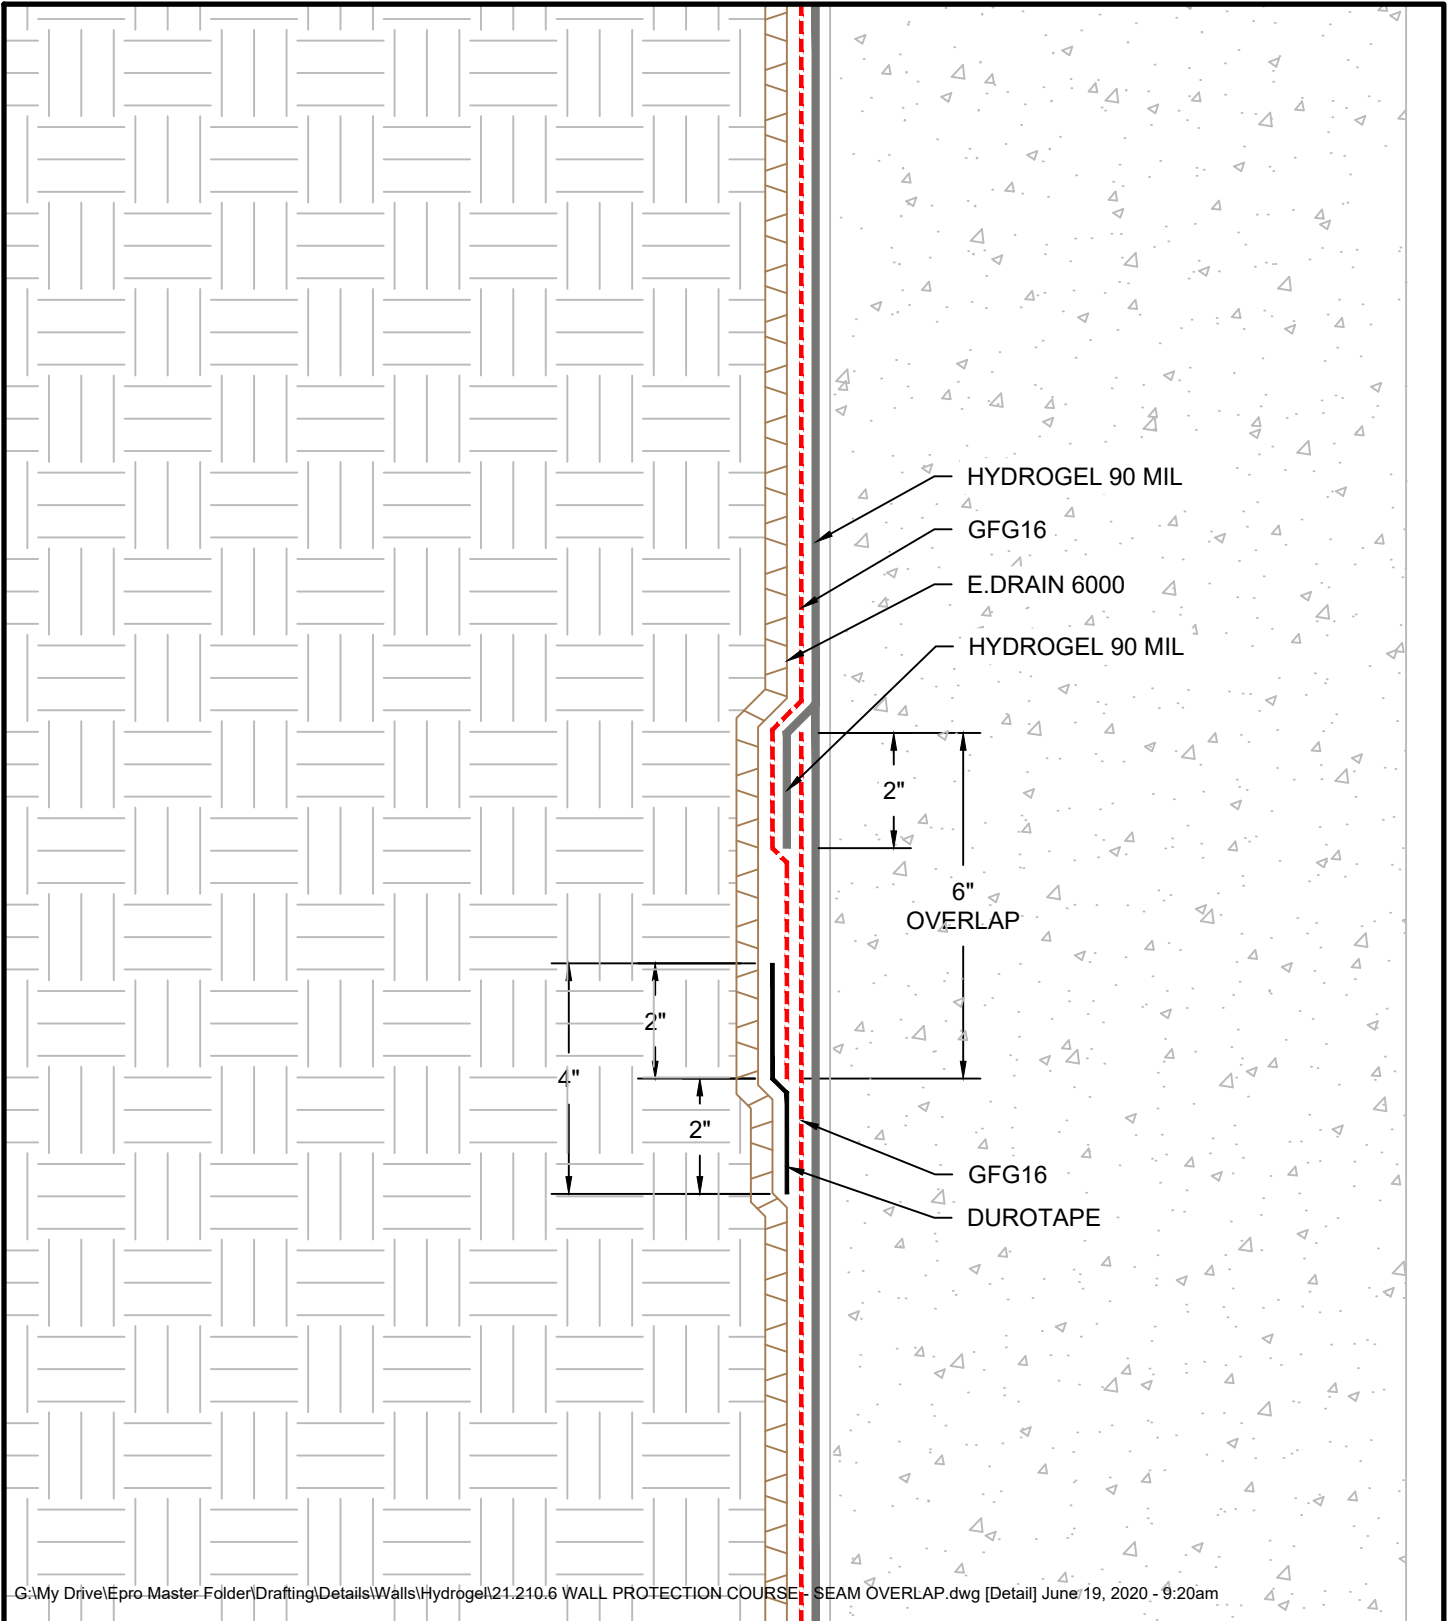 HYDROGEL 90 MIL
GFG16
E.DRAIN 6000
HYDROGEL 90 MIL
2"
6"
OVERLAP
2"
4"
2"
GFG16
DUROTAPE
G:\My Drive\Epro Master Folder\Drafting\Details\Walls\Hydrogel\21.210.6 WALL PROTECTION COURSE - SEAM OVERLAP.dwg [Detail] June 19, 2020 - 9:20am